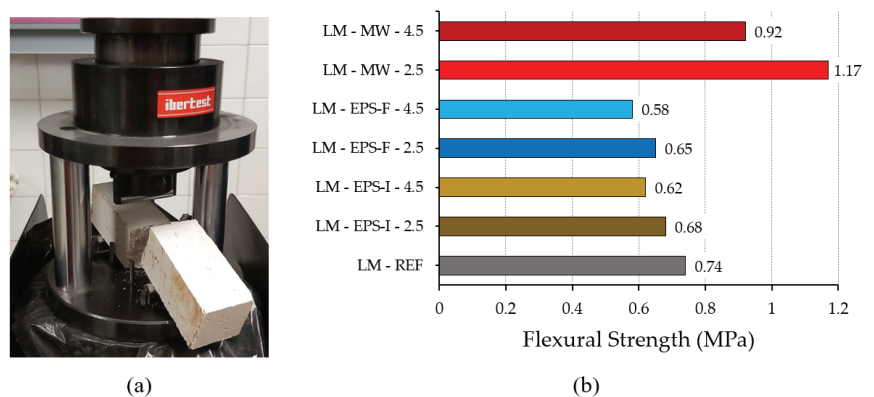 ibertest
LM - MW - 4.5
0.92
LM - MW - 2.5
1.17
LM - EPS-F - 4.5
0.58
LM - EPS-F - 2.5
0.65
LM - EPS-I - 4.5
0.62
LM - EPS-I - 2.5
0.68
LM - REF
0.74
0 0.2 0.4 0.6 0.8 1 1.2
Flexural Strength (MPa)
(a) (b)